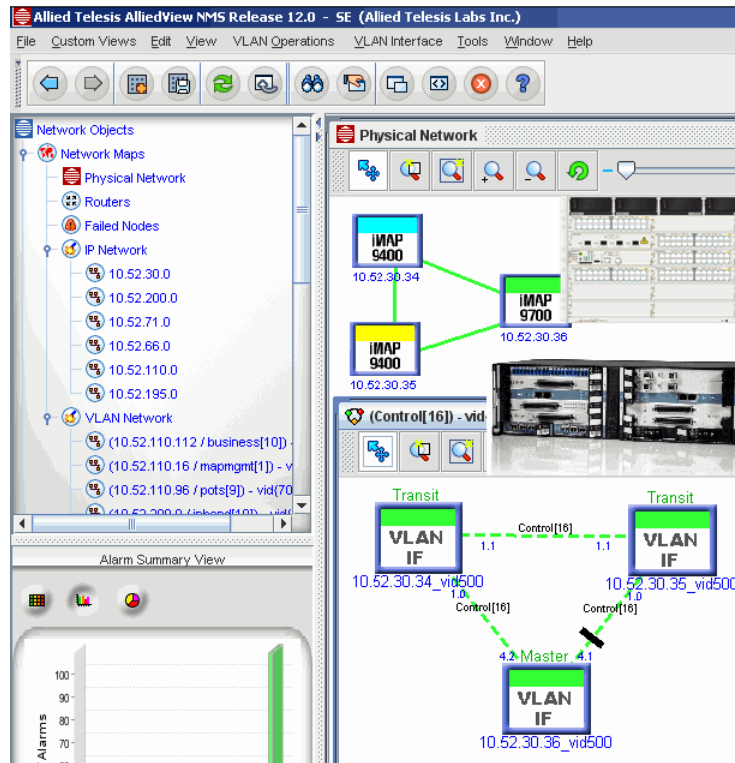 Allied Telesis AlliedView NMS Release 12.0 - SE (Allied Telesis Labs Inc.)
File Custom Views Edit View VLAN Operations VLAN Interface Tools Window Help
Network Objects
Network Maps
Physical Network
Routers
Failed Nodes
IP Network
10.52.30.0
10.52.200.0
10.52.71.0
10.52.66.0
10.52.110.0
10.52.195.0
VLAN Network
(10.52.110.112 / business[10]) -
(10.52.110.16 / mapmgmt[1]) - v
(10.52.110.96 / pots[9]) - vid{70
Alarm Summary View
100
90
80
70
Alarms
Physical Network
iMAP
9400
10.52.30.34
iMAP
9700
10.52.30.36
iMAP
9400
10.52.30.35
(Control[16]) - vid
Transit
VLAN
IF
10.52.30.34_vid500
Control[16]
1.1
1.1
Transit
VLAN
IF
10.52.30.35_vid500
1.0
Control[16]
1.0
Control[16]
4.2
Master
4.1
VLAN
IF
10.52.30.36_vid500